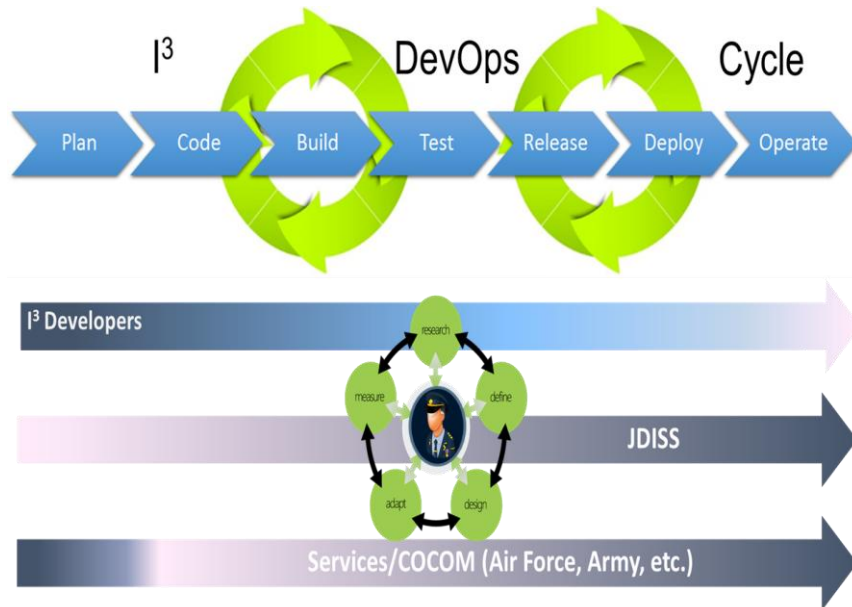 I³ DevOps Cycle
Plan Code Build Test Release Deploy Operate
I³ Developers
research
measure
define
JDISS
adapt
design
Services/COCOM (Air Force, Army, etc.)